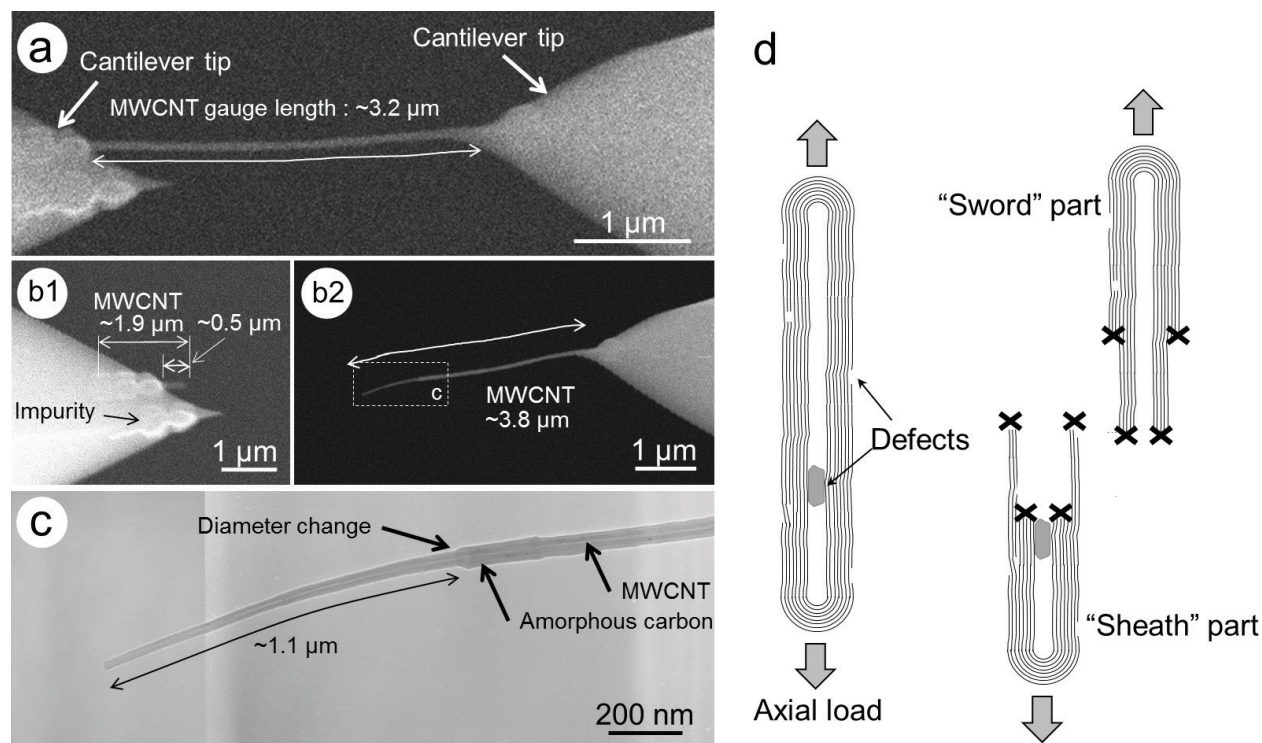 a
Cantilever tip
Cantilever tip
MWCNT gauge length : ~3.2 µm
1 µm
b1
MWCNT
~1.9 µm
~0.5 µm
Impurity
1 µm
b2
c
MWCNT
~3.8 µm
1 µm
c
Diameter change
MWCNT
Amorphous carbon
~1.1 µm
200 nm
d
“Sword” part
Defects
“Sheath” part
Axial load